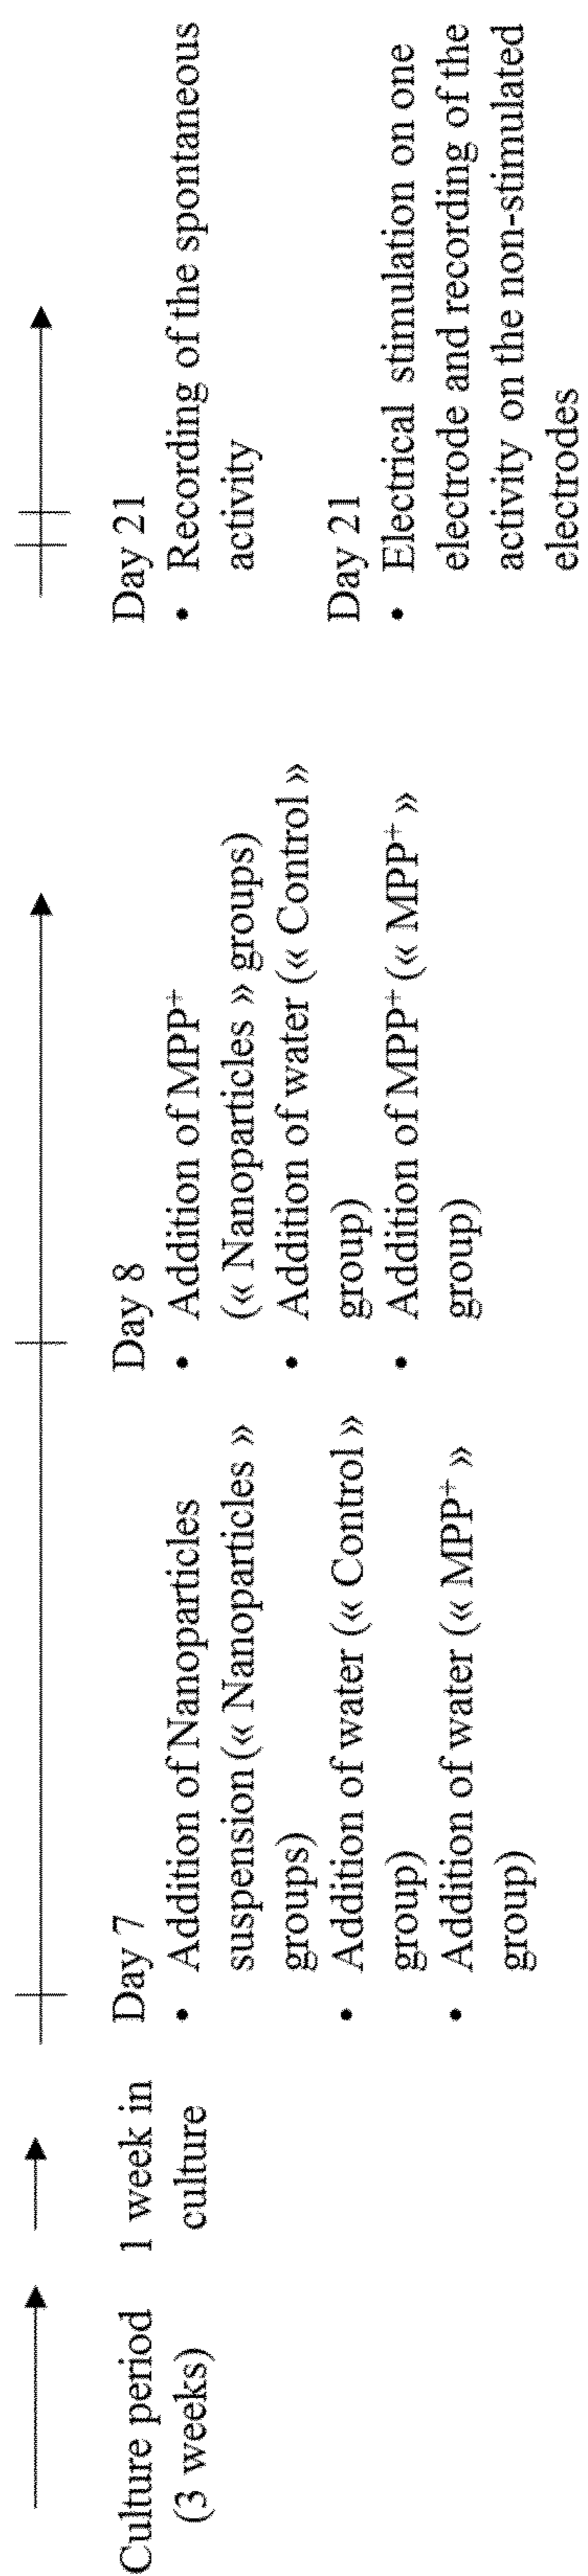 Culture period
(3 weeks)
1 week in
culture
Day 7
• Addition of Nanoparticles
suspension (« Nanoparticles »
groups)
• Addition of water (« Control »
group)
• Addition of water (« MPP⁺ »
group)
Day 8
• Addition of MPP⁺
(« Nanoparticles » groups)
• Addition of water (« Control »
group)
• Addition of MPP⁺ (« MPP⁺ »
group)
Day 21
• Recording of the spontaneous
activity
Day 21
• Electrical stimulation on one
electrode and recording of the
activity on the non-stimulated
electrodes